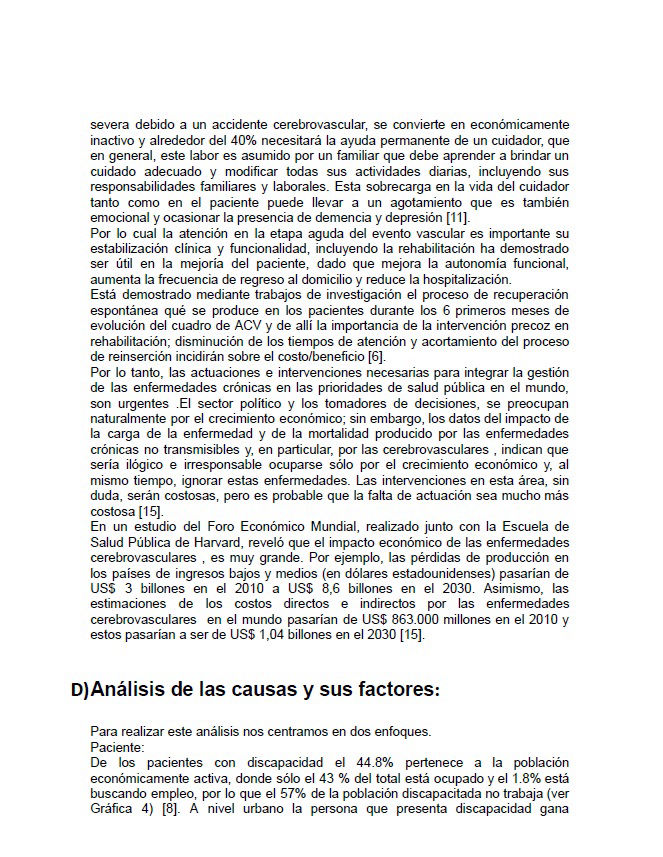 severa debido a un accidente cerebrovascular, se convierte en económicamente
inactivo y alrededor del 40% necesitará la ayuda permanente de un cuidador, que
en general, este labor es asumido por un familiar que debe aprender a brindar un
cuidado adecuado y modificar todas sus actividades diarias, incluyendo sus
responsabilidades familiares y laborales. Esta sobrecarga en la vida del cuidador
tanto como en el paciente puede llevar a un agotamiento que es también
emocional y ocasionar la presencia de demencia y depresión [11].
Por lo cual la atención en la etapa aguda del evento vascular es importante su
estabilización clínica y funcionalidad, incluyendo la rehabilitación ha demostrado
ser útil en la mejoría del paciente, dado que mejora la autonomía funcional,
aumenta la frecuencia de regreso al domicilio y reduce la hospitalización.
Está demostrado mediante trabajos de investigación el proceso de recuperación
espontánea qué se produce en los pacientes durante los 6 primeros meses de
evolución del cuadro de ACV y de allí la importancia de la intervención precoz en
rehabilitación; disminución de los tiempos de atención y acortamiento del proceso
de reinserción incidirán sobre el costo/beneficio [6].
Por lo tanto, las actuaciones e intervenciones necesarias para integrar la gestión
de las enfermedades crónicas en las prioridades de salud pública en el mundo,
son urgentes .El sector político y los tomadores de decisiones, se preocupan
naturalmente por el crecimiento económico; sin embargo, los datos del impacto de
la carga de la enfermedad y de la mortalidad producido por las enfermedades
crónicas no transmisibles y, en particular, por las cerebrovasculares , indican que
sería ilógico e irresponsable ocuparse sólo por el crecimiento económico y, al
mismo tiempo, ignorar estas enfermedades. Las intervenciones en esta área, sin
duda, serán costosas, pero es probable que la falta de actuación sea mucho más
costosa [15].
En un estudio del Foro Económico Mundial, realizado junto con la Escuela de
Salud Pública de Harvard, reveló que el impacto económico de las enfermedades
cerebrovasculares , es muy grande. Por ejemplo, las pérdidas de producción en
los países de ingresos bajos y medios (en dólares estadounidenses) pasarían de
US$ 3 billones en el 2010 a US$ 8,6 billones en el 2030. Asimismo, las
estimaciones de los costos directos e indirectos por las enfermedades
cerebrovasculares en el mundo pasarían de US$ 863.000 millones en el 2010 y
estos pasarían a ser de US$ 1,04 billones en el 2030 [15].
D)Análisis de las causas y sus factores:
Para realizar este análisis nos centramos en dos enfoques.
Paciente:
De los pacientes con discapacidad el 44.8% pertenece a la población
económicamente activa, donde sólo el 43 % del total está ocupado y el 1.8% está
buscando empleo, por lo que el 57% de la población discapacitada no trabaja (ver
Gráfica 4) [8]. A nivel urbano la persona que presenta discapacidad gana